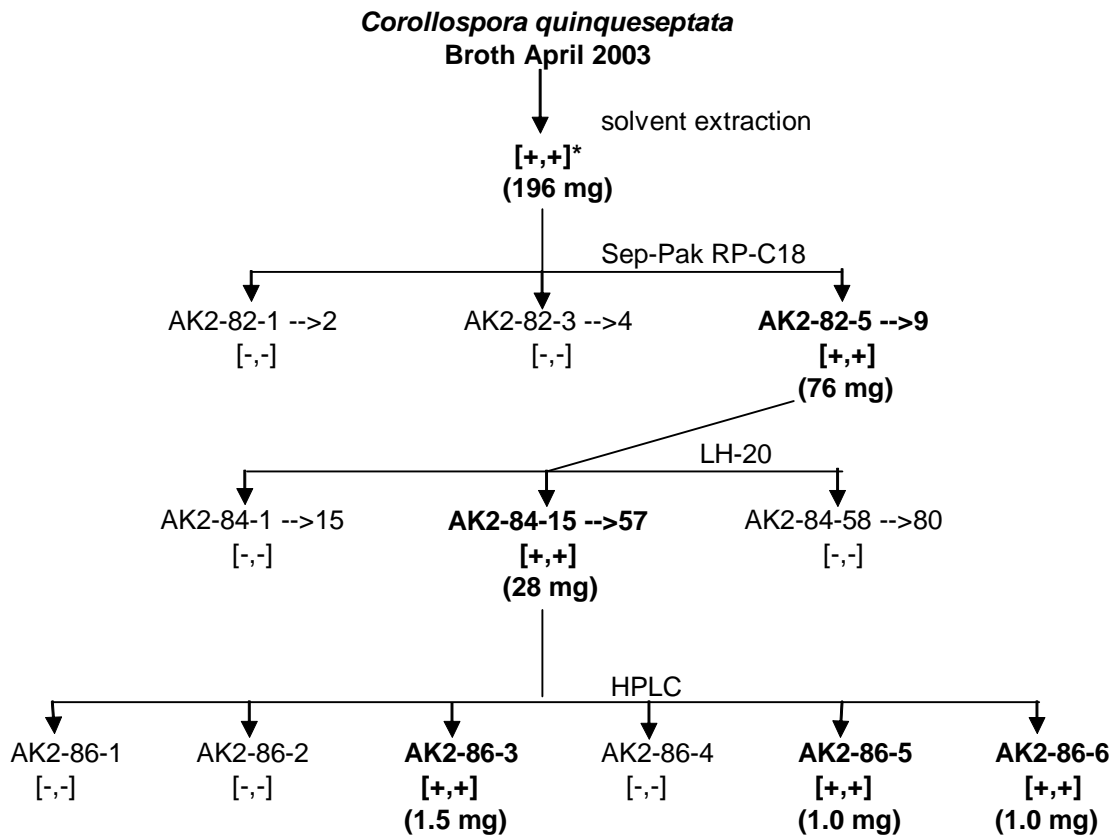 Corollospora quinqueseptata
Broth April 2003
solvent extraction
[+,+]*
(196 mg)
Sep-Pak RP-C18
AK2-82-1 -->2 AK2-82-3 -->4 AK2-82-5 -->9
[-,-] [-,-] [+,+]
(76 mg)
LH-20
AK2-84-1 -->15 AK2-84-15 -->57 AK2-84-58 -->80
[-,-] [+,+] [-,-]
(28 mg)
HPLC
AK2-86-1 AK2-86-2 AK2-86-3 AK2-86-4 AK2-86-5 AK2-86-6
[-,-] [-,-] [+,+] [-,-] [+,+] [+,+]
(1.5 mg) (1.0 mg) (1.0 mg)